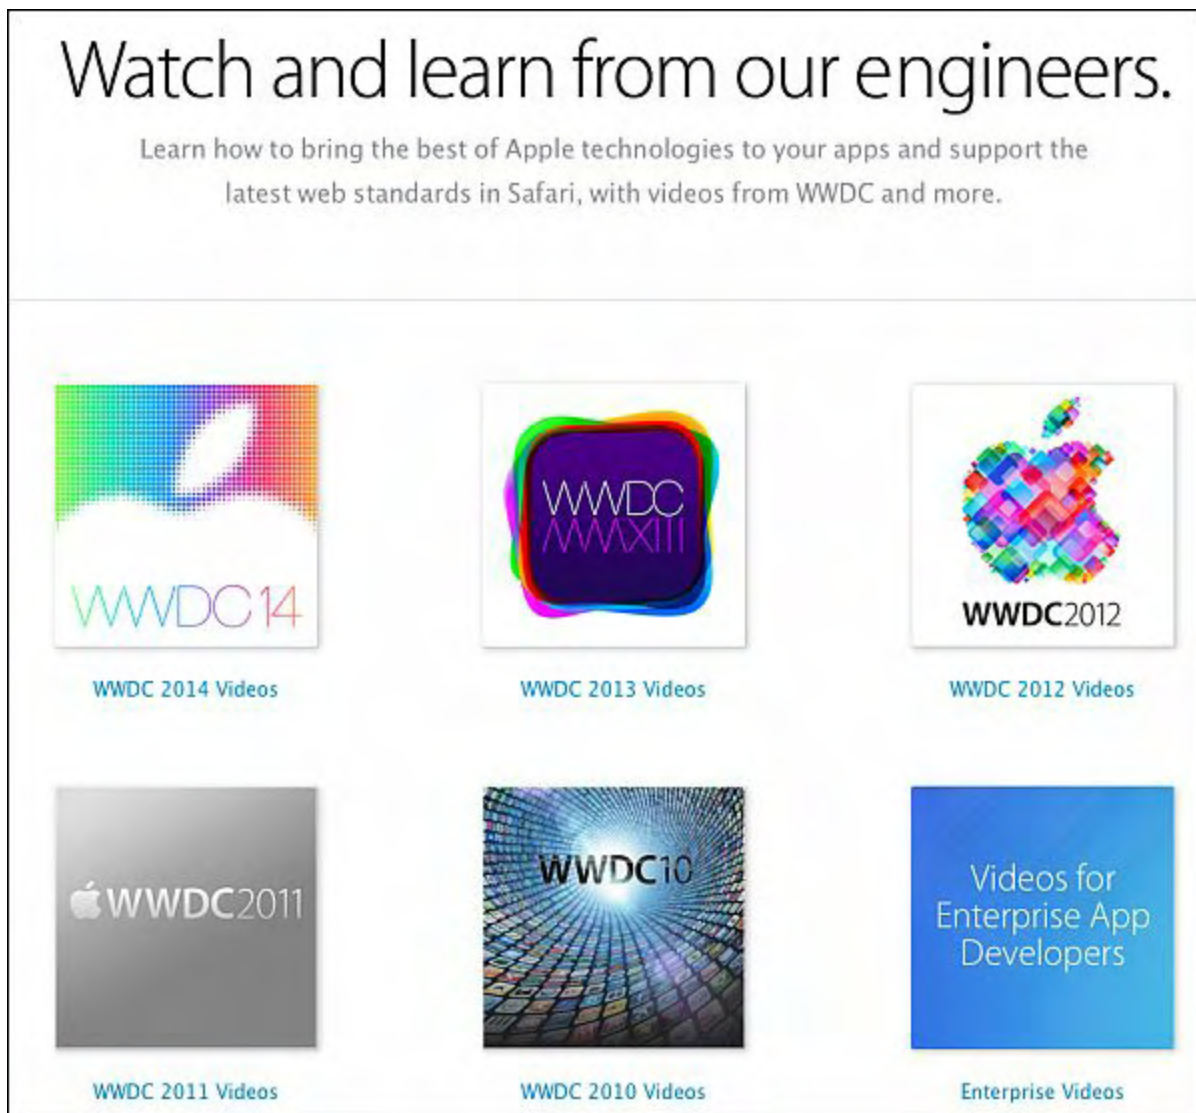 Watch and learn from our engineers.
Learn how to bring the best of Apple technologies to your apps and support the
latest web standards in Safari, with videos from WWDC and more.
WWDC14
WWDC 2014 Videos
WWDC
MMXIII
WWDC 2013 Videos
WWDC2012
WWDC 2012 Videos
WWDC2011
WWDC 2011 Videos
WWDC10
WWDC 2010 Videos
Videos for
Enterprise App
Developers
Enterprise Videos